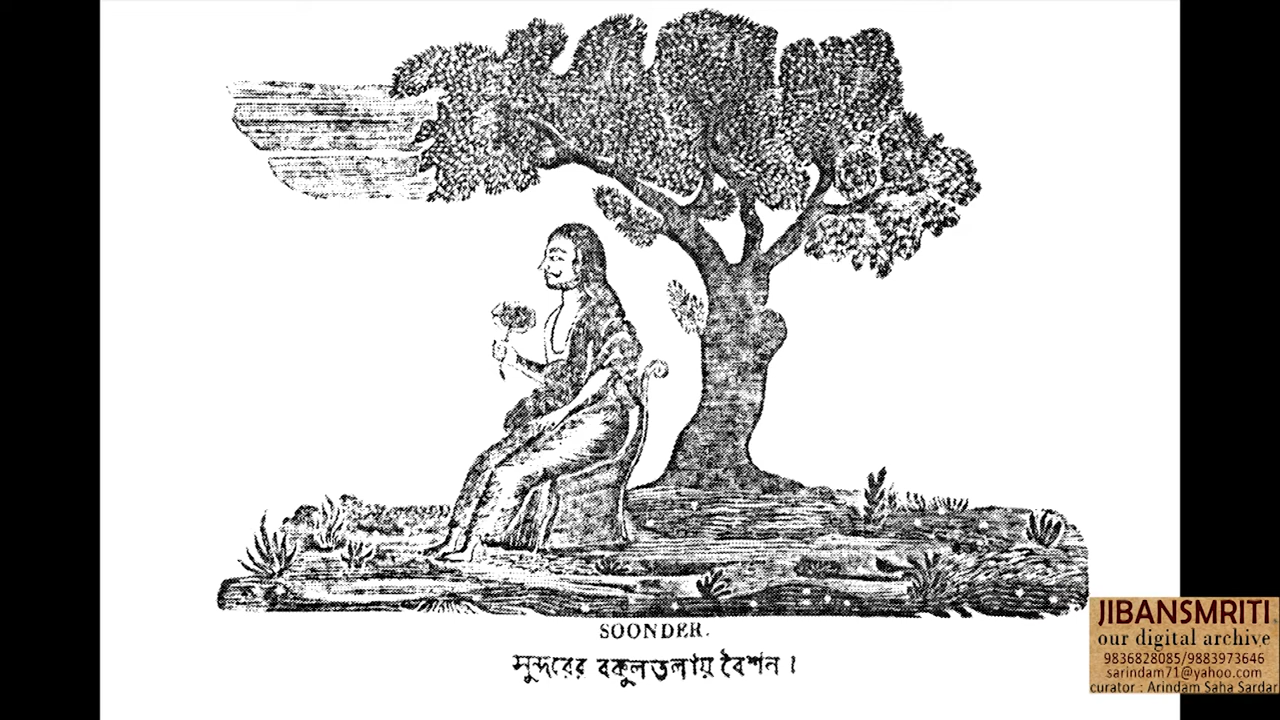 SOONDER.
সুন্দরের বকুলতলায় বৈশন ।
JIBANSMRITI
our digital archive
9836828085/9883973646
sarindam71@yahoo.com
curator : Arindam Saha Sardar